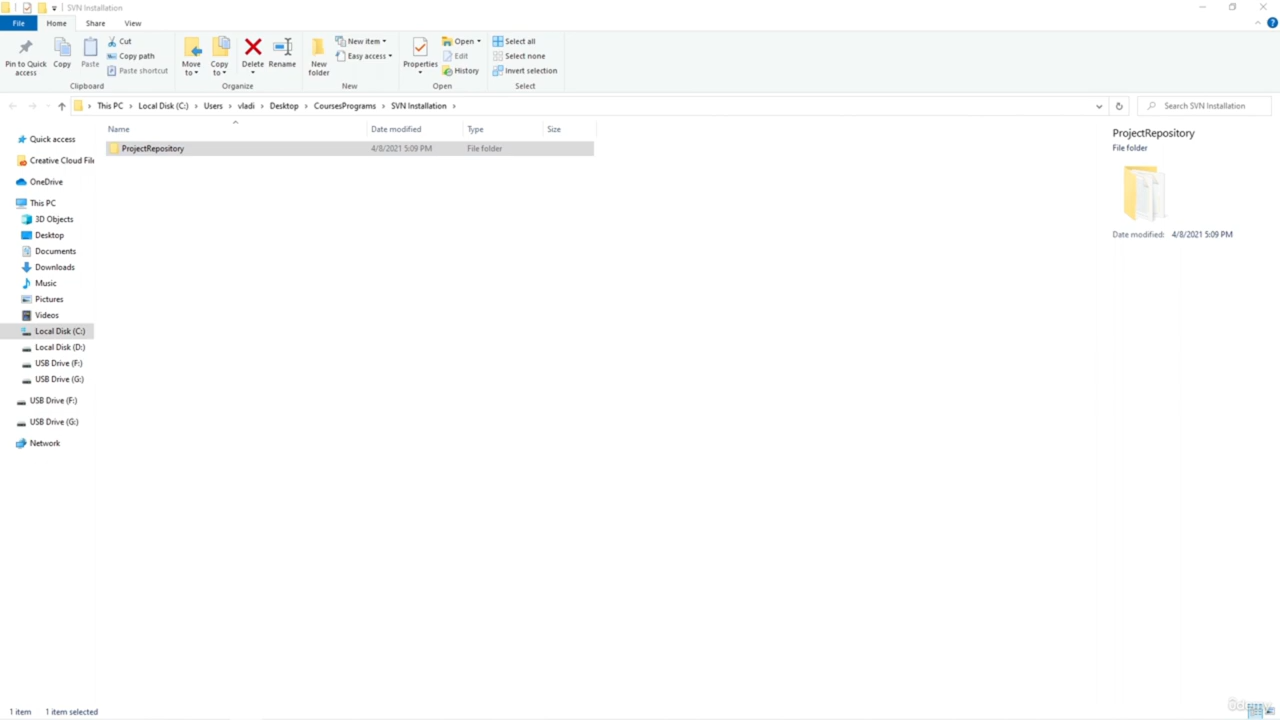 SVN Installation
File Home Share View
Pin to Quick access
Copy
Paste
Cut
Copy path
Paste shortcut
Clipboard
Move to
Copy to
Delete
Rename
Organize
New folder
New item
Easy access
New
Properties
Open
Edit
History
Open
Select all
Select none
Invert selection
Select
This PC Local Disk (C:) Users vladi Desktop CoursesPrograms SVN Installation
Search SVN Installation
Quick access
Creative Cloud File
OneDrive
This PC
3D Objects
Desktop
Documents
Downloads
Music
Pictures
Videos
Local Disk (C:)
Local Disk (D:)
USB Drive (F:)
USB Drive (G:)
USB Drive (F:)
USB Drive (G:)
Network
Name Date modified Type Size
ProjectRepository 4/8/2021 5:09 PM File folder
ProjectRepository
File folder
Date modified: 4/8/2021 5:09 PM
1 item 1 item selected